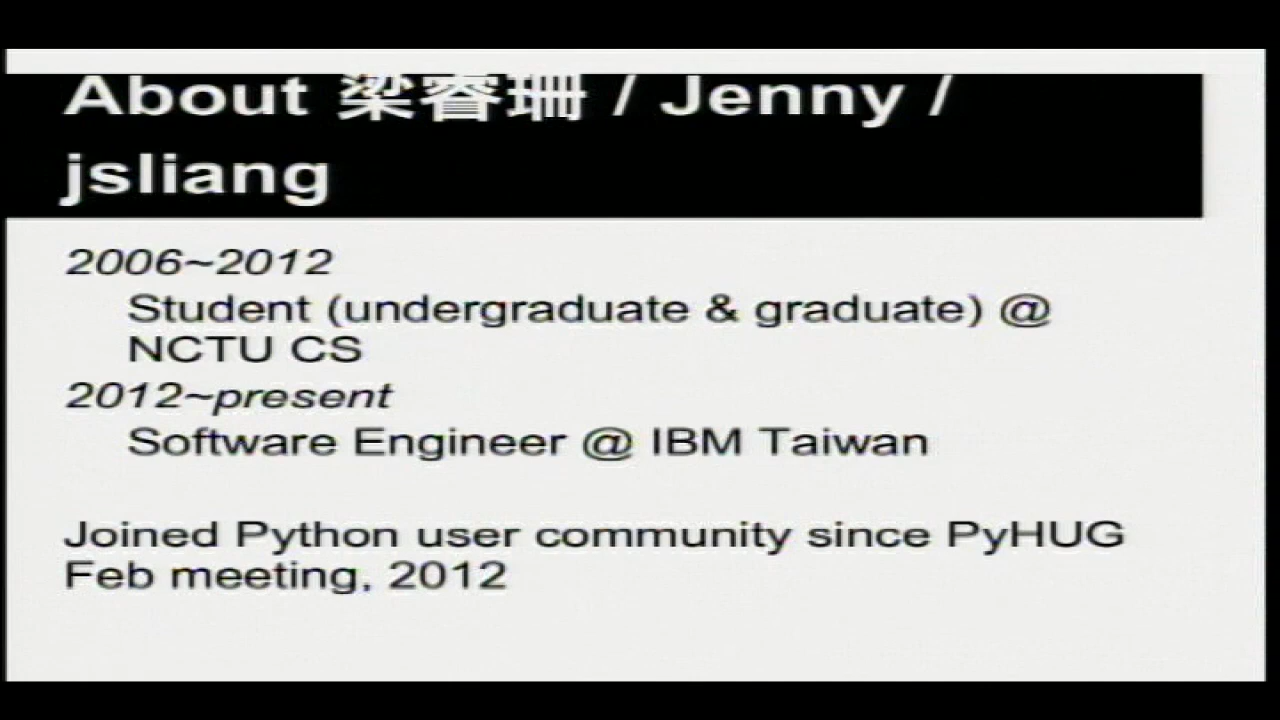 About 梁睿珊 / Jenny /
jsliang
2006~2012
Student (undergraduate & graduate) @
NCTU CS
2012~present
Software Engineer @ IBM Taiwan
Joined Python user community since PyHUG
Feb meeting, 2012